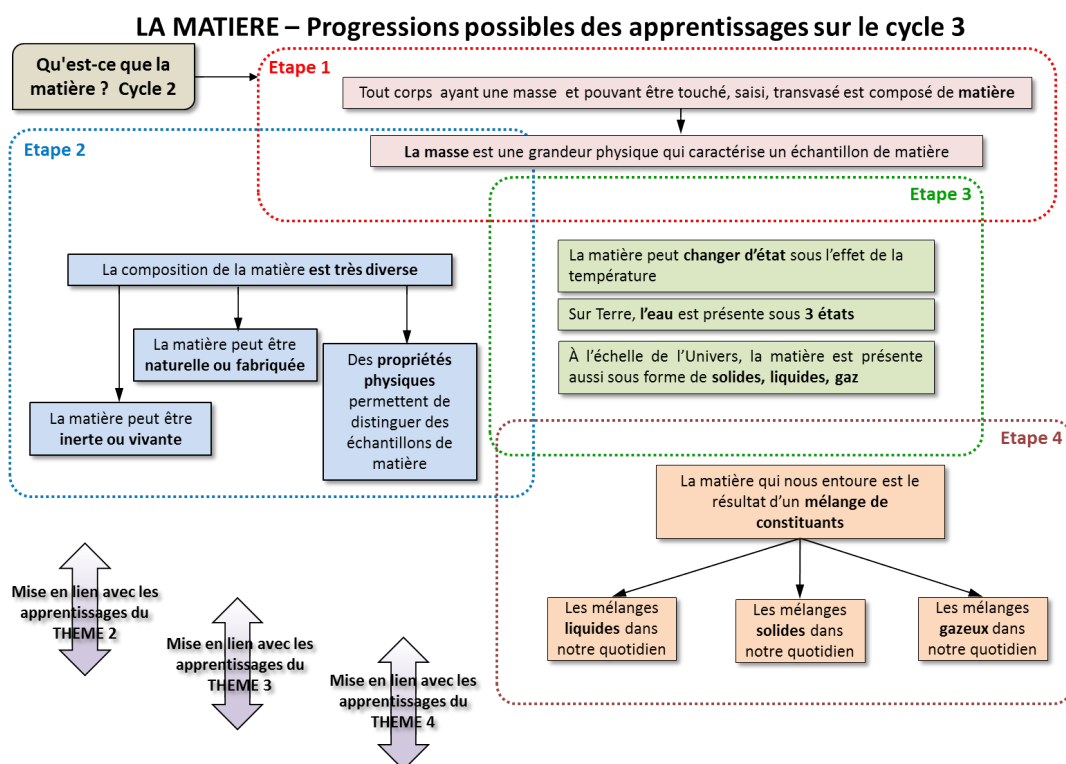 LA MATIERE – Progressions possibles des apprentissages sur le cycle 3
Qu'est-ce que la
matière ? Cycle 2
Etape 1
Tout corps ayant une masse et pouvant être touché, saisi, transvasé est composé de matière
La masse est une grandeur physique qui caractérise un échantillon de matière
Etape 2
La composition de la matière est très diverse
La matière peut être
naturelle ou fabriquée
La matière peut être
inerte ou vivante
Des propriétés
physiques
permettent de
distinguer des
échantillons de
matière
Etape 3
La matière peut changer d’état sous l’effet de la
température
Sur Terre, l’eau est présente sous 3 états
À l’échelle de l’Univers, la matière est présente
aussi sous forme de solides, liquides, gaz
Etape 4
La matière qui nous entoure est le
résultat d’un mélange de
constituants
Les mélanges
liquides dans
notre quotidien
Les mélanges
solides dans
notre quotidien
Les mélanges
gazeux dans
notre quotidien
Mise en lien avec les
apprentissages du
THEME 2
Mise en lien avec les
apprentissages du
THEME 3
Mise en lien avec les
apprentissages du
THEME 4